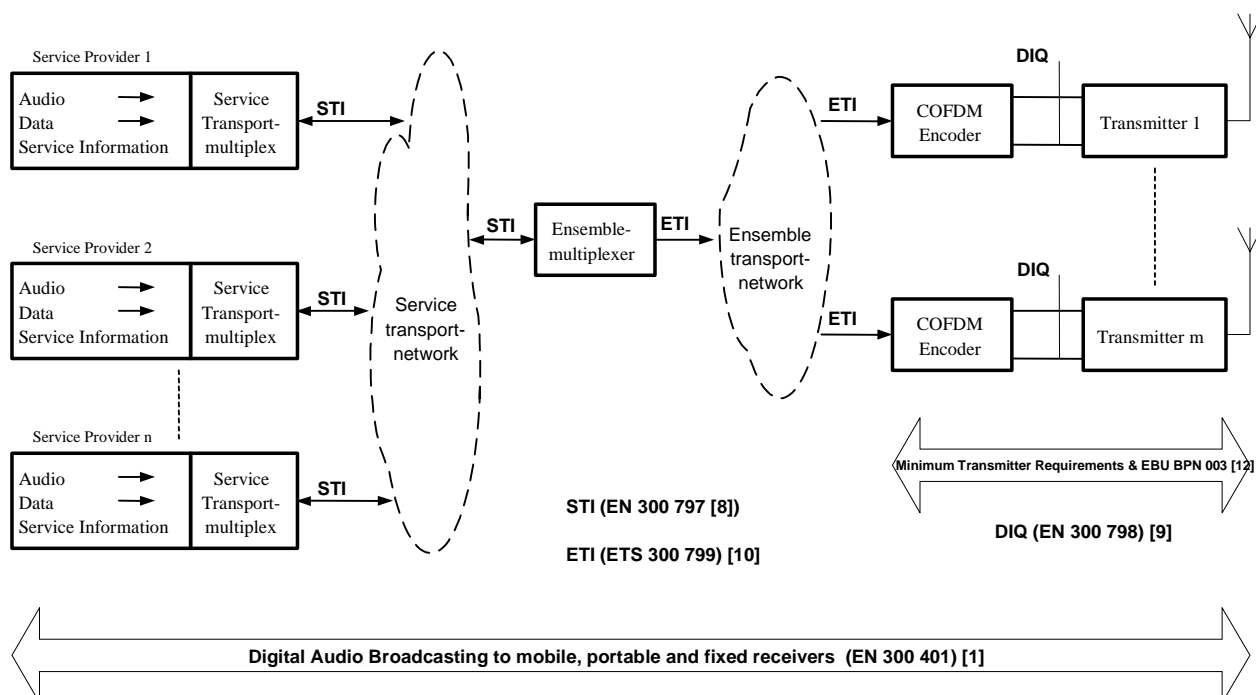 Service Provider 1
Audio
Data
Service Information
Service
Transport-
multiplex
STI
Service Provider 2
Audio
Data
Service Information
Service
Transport-
multiplex
STI
Service Provider n
Audio
Data
Service Information
Service
Transport-
multiplex
STI
Service
transport-
network
STI
Ensemble-
multiplexer
ETI
Ensemble
transport-
network
ETI
COFDM
Encoder
DIQ
Transmitter 1
ETI
COFDM
Encoder
DIQ
Transmitter m
Minimum Transmitter Requirements & EBU BPN 003 [12]
STI (EN 300 797 [8])
DIQ (EN 300 798) [9]
ETI (ETS 300 799) [10]
Digital Audio Broadcasting to mobile, portable and fixed receivers (EN 300 401) [1]